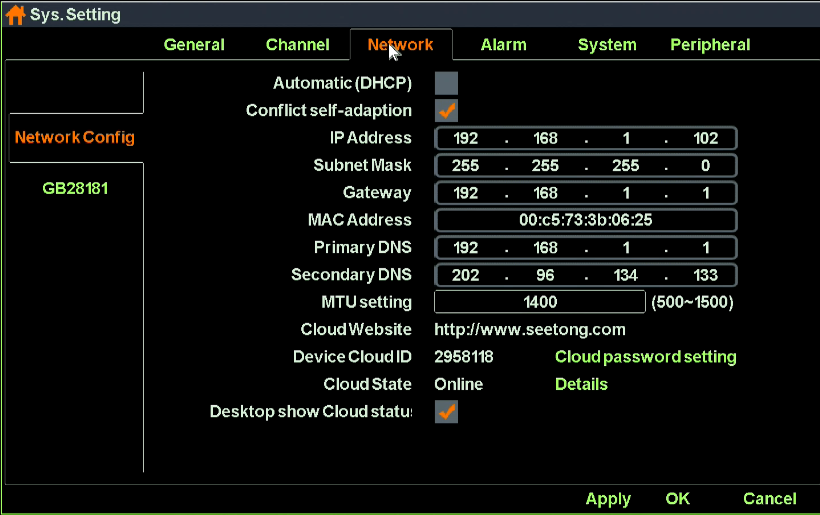 Sys.Setting
General Channel Network Alarm System Peripheral
Automatic (DHCP)
Conflict self-adaption
Network Config
IP Address 192 . 168 . 1 . 102
Subnet Mask 255 . 255 . 255 . 0
GB28181
Gateway 192 . 168 . 1 . 1
MAC Address 00:c5:73:3b:06:25
Primary DNS 192 . 168 . 1 . 1
Secondary DNS 202 . 96 . 134 . 133
MTU setting 1400 (500~1500)
Cloud Website http://www.seetong.com
Device Cloud ID 2958118 Cloud password setting
Cloud State Online Details
Desktop show Cloud statu
Apply OK Cancel